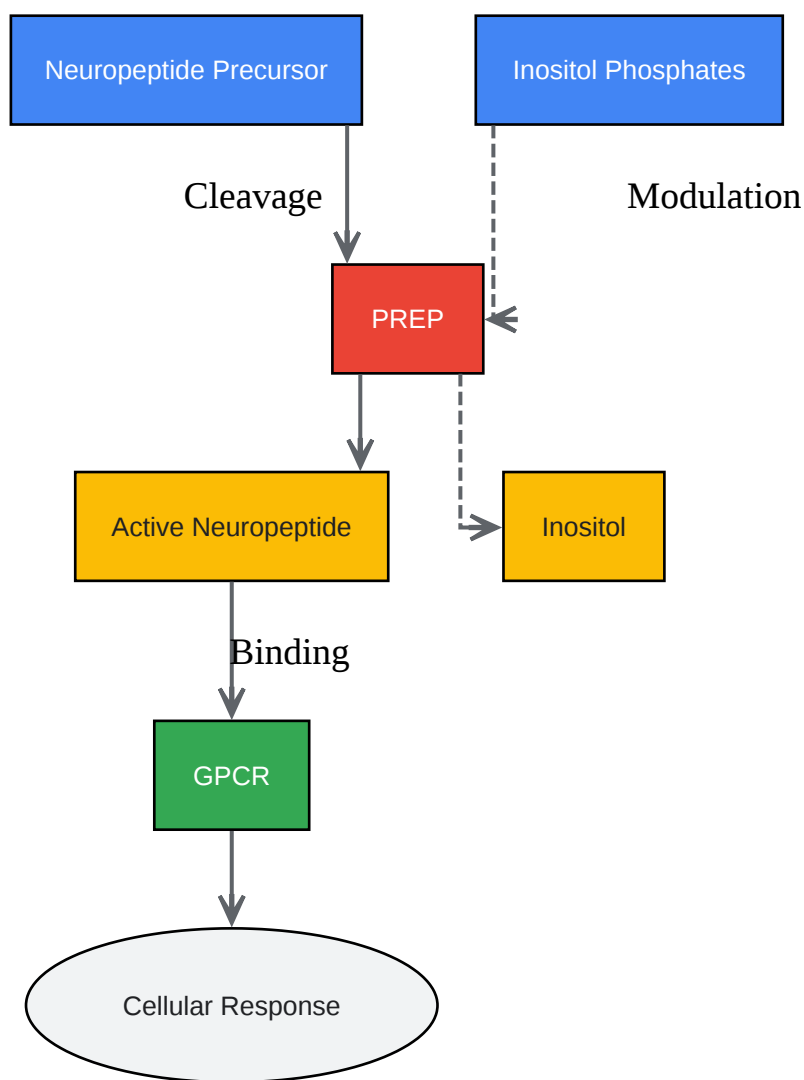 Neuropeptide Precursor
Inositol Phosphates
Cleavage
Modulation
PREP
Active Neuropeptide
Inositol
Binding
GPCR
Cellular Response